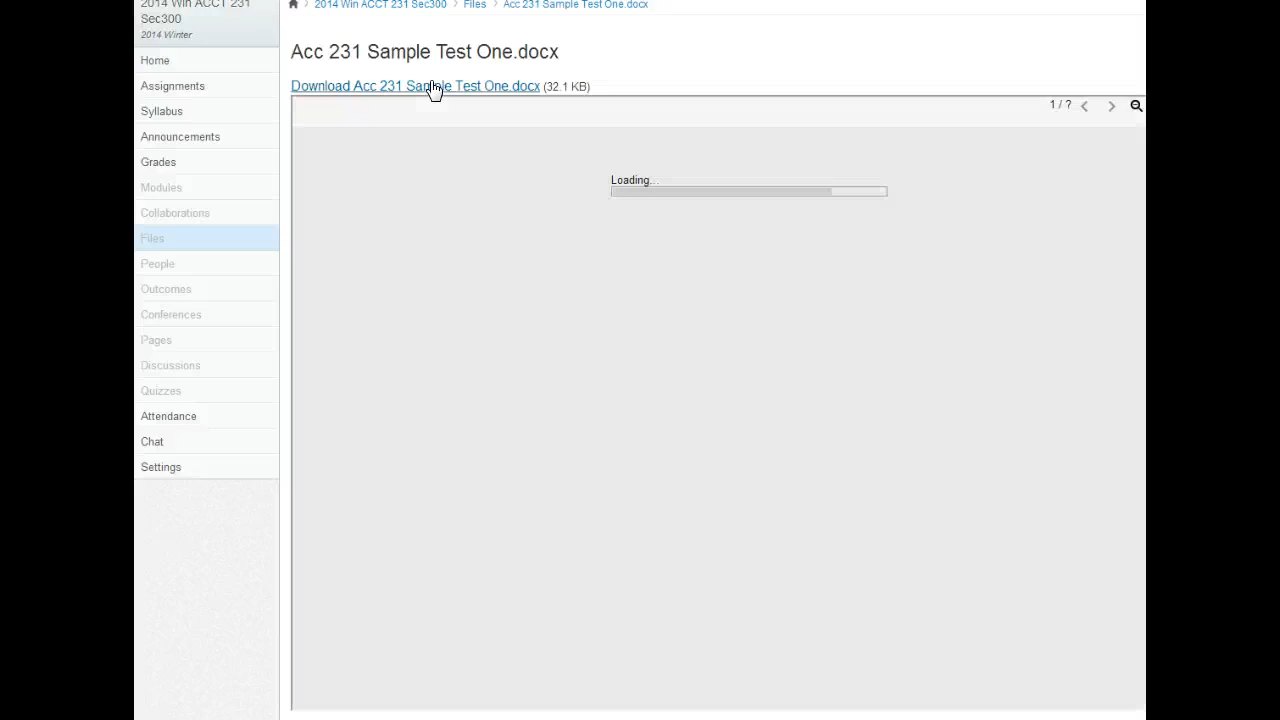 2014 Win ACCT 231
Sec300
2014 Winter
Home
Assignments
Syllabus
Announcements
Grades
Modules
Collaborations
Files
People
Outcomes
Conferences
Pages
Discussions
Quizzes
Attendance
Chat
Settings
2014 Win ACCT 231 Sec300 > Files > Acc 231 Sample Test One.docx
Acc 231 Sample Test One.docx
Download Acc 231 Sample Test One.docx (32.1 KB)
1 / ?
Loading...